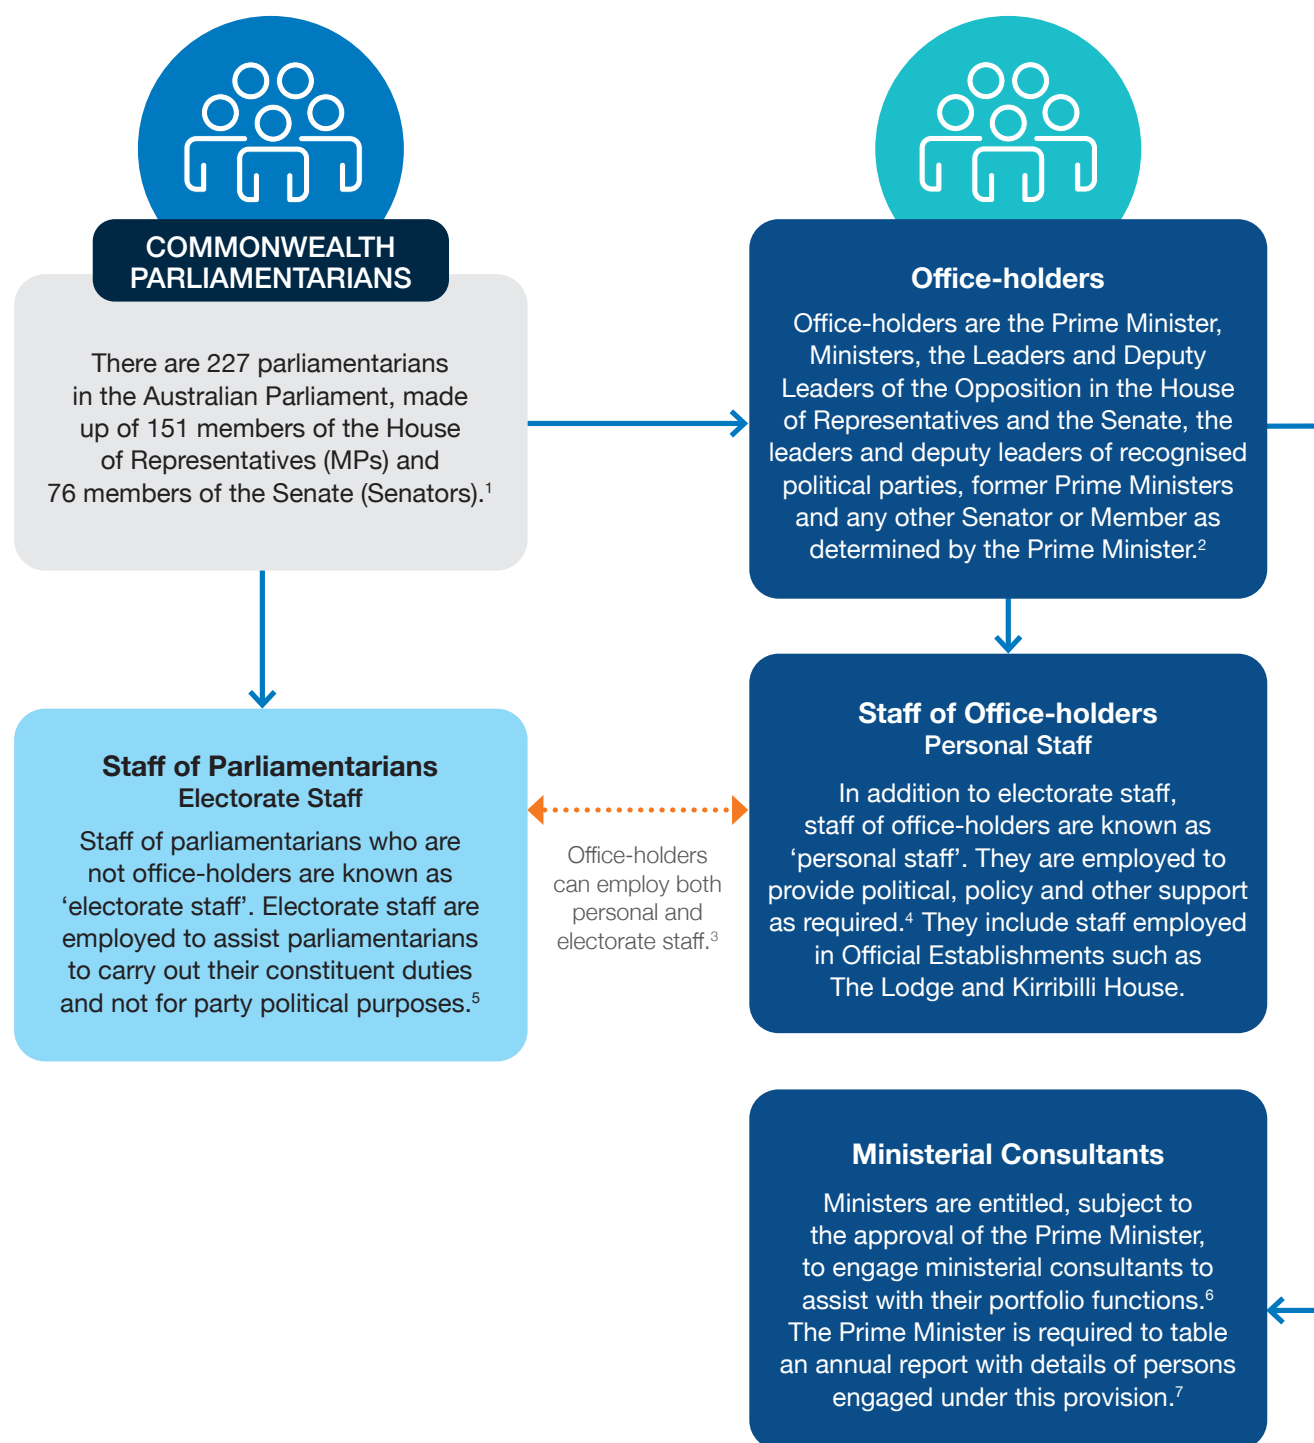 COMMONWEALTH
PARLIAMENTARIANS
There are 227 parliamentarians
in the Australian Parliament, made
up of 151 members of the House
of Representatives (MPs) and
76 members of the Senate (Senators).¹
Office-holders
Office-holders are the Prime Minister,
Ministers, the Leaders and Deputy
Leaders of the Opposition in the House
of Representatives and the Senate, the
leaders and deputy leaders of recognised
political parties, former Prime Ministers
and any other Senator or Member as
determined by the Prime Minister.²
Staff of Parliamentarians
Electorate Staff
Staff of parliamentarians who are
not office-holders are known as
‘electorate staff’. Electorate staff are
employed to assist parliamentarians
to carry out their constituent duties
and not for party political purposes.⁵
Office-holders
can employ both
personal and
electorate staff.³
Staff of Office-holders
Personal Staff
In addition to electorate staff,
staff of office-holders are known as
‘personal staff’. They are employed to
provide political, policy and other support
as required.⁴ They include staff employed
in Official Establishments such as
The Lodge and Kirribilli House.
Ministerial Consultants
Ministers are entitled, subject to
the approval of the Prime Minister,
to engage ministerial consultants to
assist with their portfolio functions.⁶
The Prime Minister is required to table
an annual report with details of persons
engaged under this provision.⁷